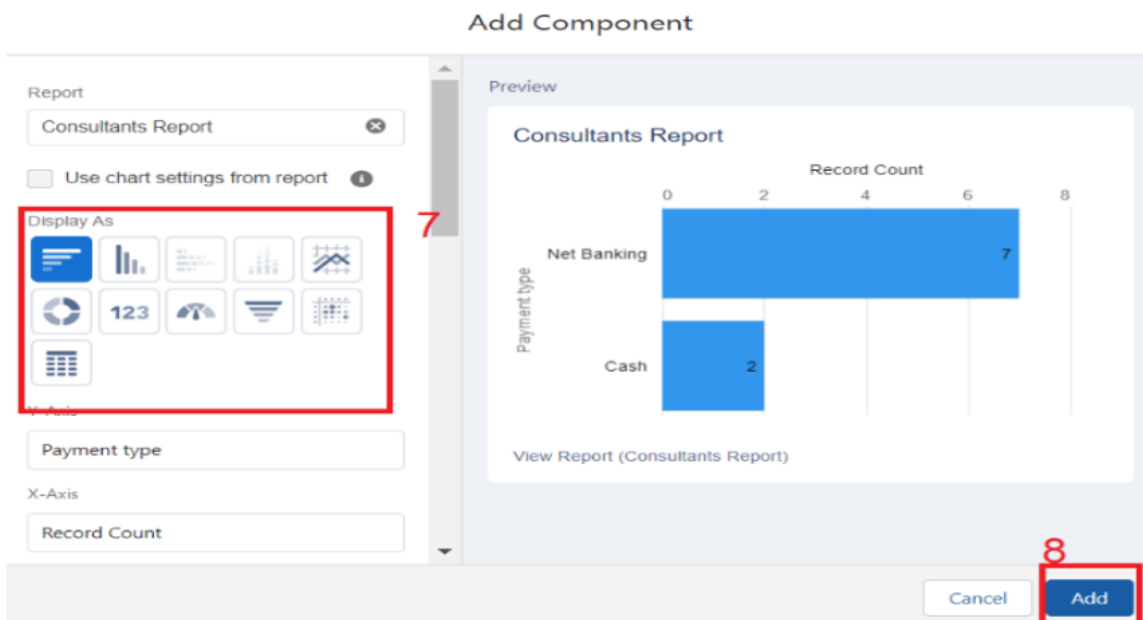 Add Component
Report
Consultants Report
Use chart settings from report
Display As
7
123
Y-Axis
Payment type
X-Axis
Record Count
Preview
Consultants Report
Record Count
0 2 4 6 8
Payment type
Net Banking
7
Cash
2
View Report (Consultants Report)
8
Cancel
Add